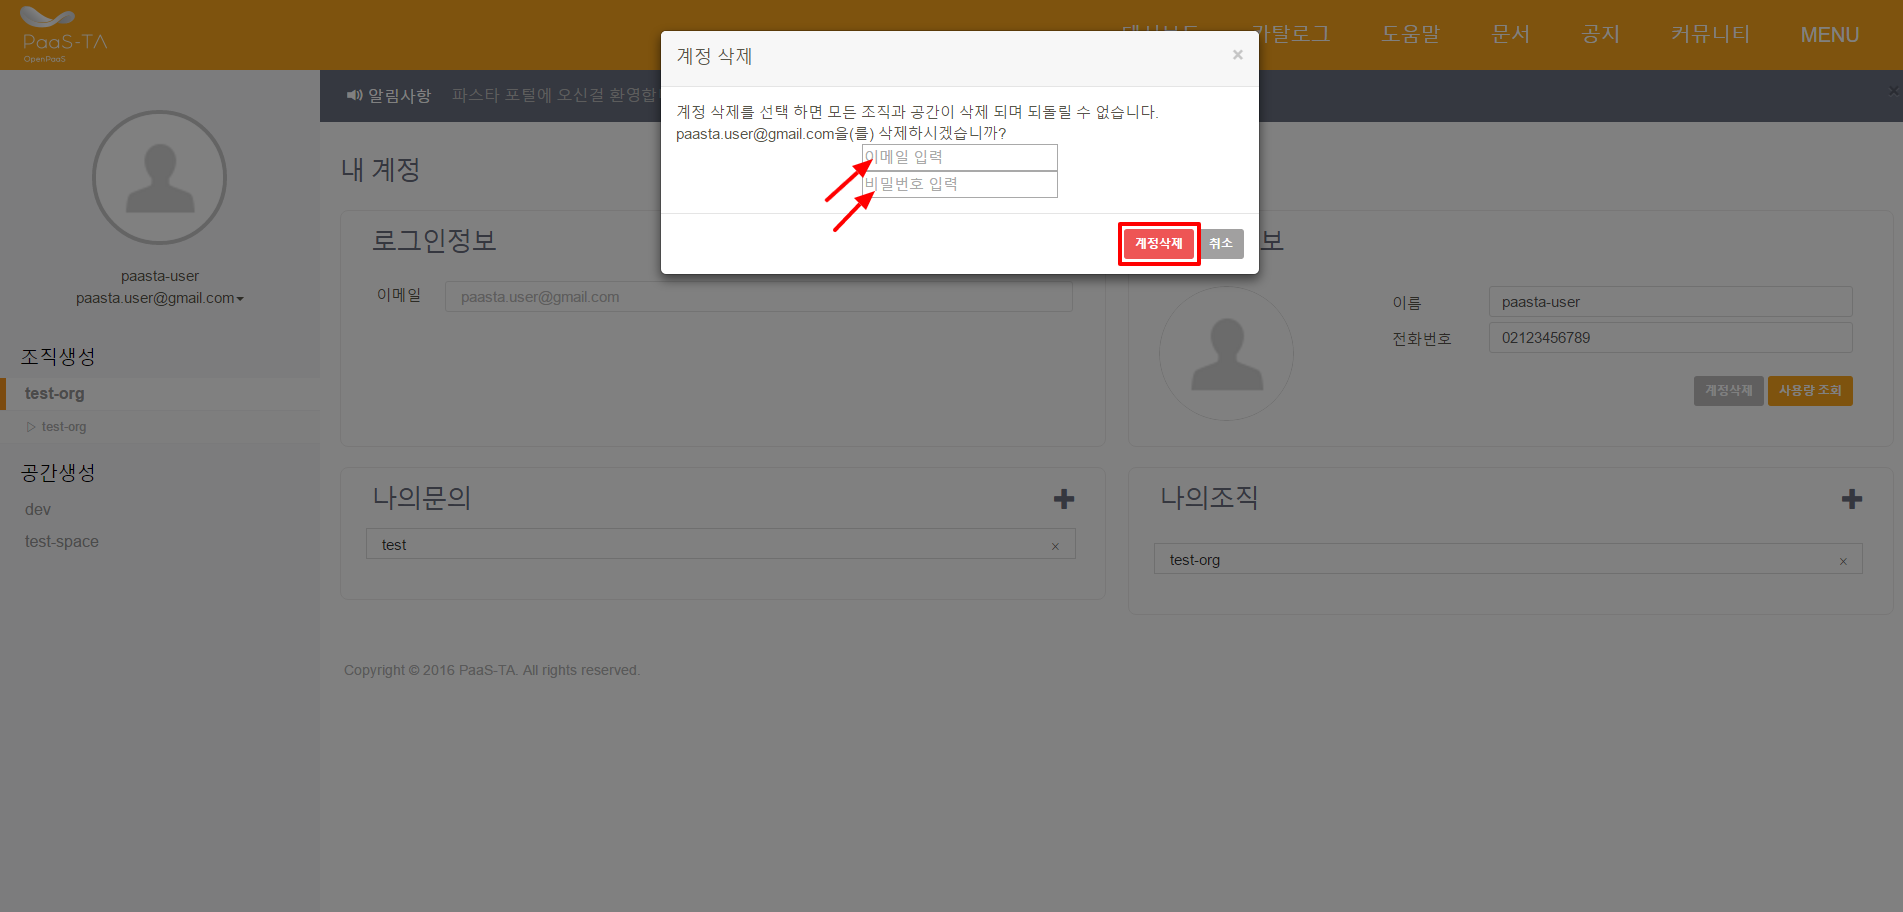 PaaS-TA
OpenPaaS
카탈로그
도움말
문서
공지
커뮤니티
MENU
계정 삭제
×
계정 삭제를 선택 하면 모든 조직과 공간이 삭제 되며 되돌릴 수 없습니다.
paasta.user@gmail.com을(를) 삭제하시겠습니까?
이메일 입력
비밀번호 입력
계정삭제
취소
알림사항
파스타 포털에 오신걸 환영합
×
paasta-user
paasta.user@gmail.com
조직생성
test-org
test-org
공간생성
dev
test-space
내 계정
로그인정보
이메일
paasta.user@gmail.com
보
이름
paasta-user
전화번호
02123456789
계정삭제
사용량 조회
나의문의
test
×
나의조직
test-org
×
Copyright © 2016 PaaS-TA. All rights reserved.